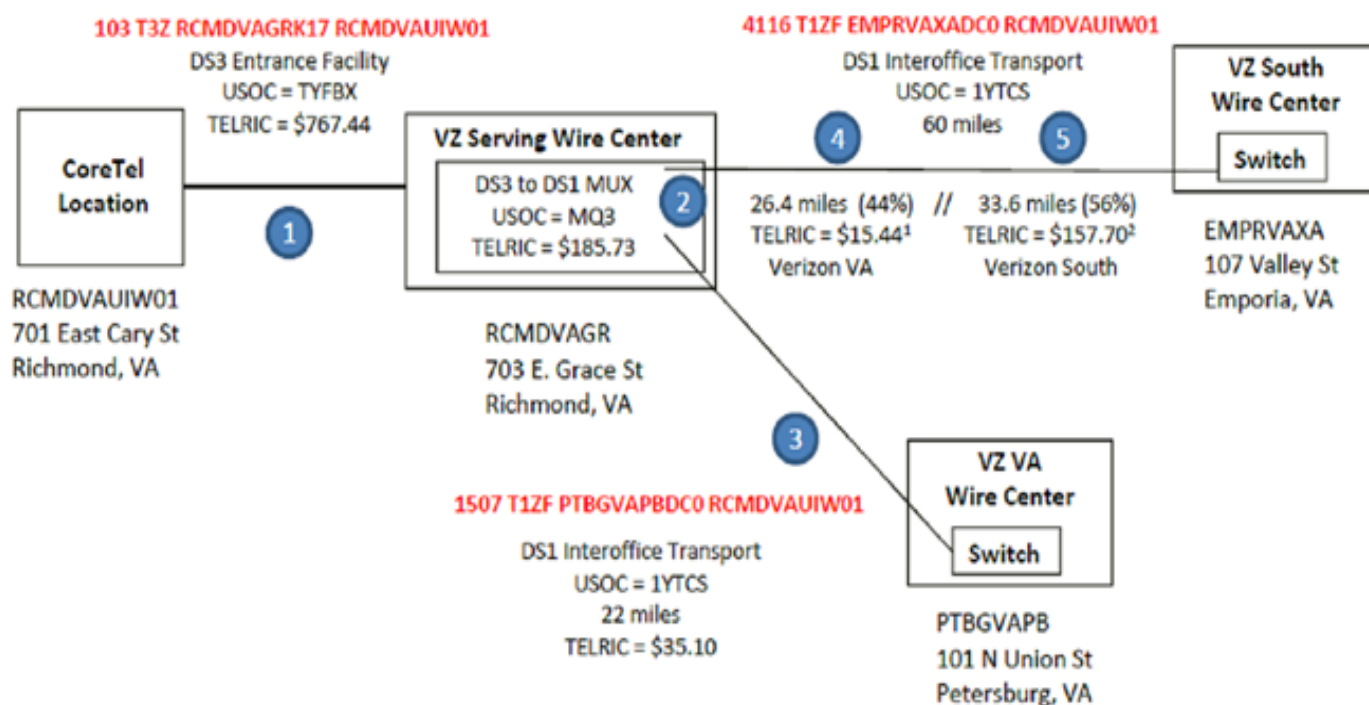 103 T3Z RCMDVAGRK17 RCMDVAUIW01
DS3 Entrance Facility
USOC = TYFBX
TELRIC = $767.44
CoreTel
Location
1
RCMDVAUIW01
701 East Cary St
Richmond, VA
VZ Serving Wire Center
DS3 to DS1 MUX
USOC = MQ3
TELRIC = $185.73
2
RCMDVAGR
703 E. Grace St
Richmond, VA
4116 T1ZF EMPRVAXADC0 RCMDVAUIW01
DS1 Interoffice Transport
USOC = 1YTCS
60 miles
4
5
26.4 miles (44%) // 33.6 miles (56%)
TELRIC = $15.44¹ TELRIC = $157.70²
Verizon VA Verizon South
VZ South
Wire Center
Switch
EMPRVAXA
107 Valley St
Emporia, VA
3
1507 T1ZF PTBGVAPBDC0 RCMDVAUIW01
DS1 Interoffice Transport
USOC = 1YTCS
22 miles
TELRIC = $35.10
VZ VA
Wire Center
Switch
PTBGVAPB
101 N Union St
Petersburg, VA